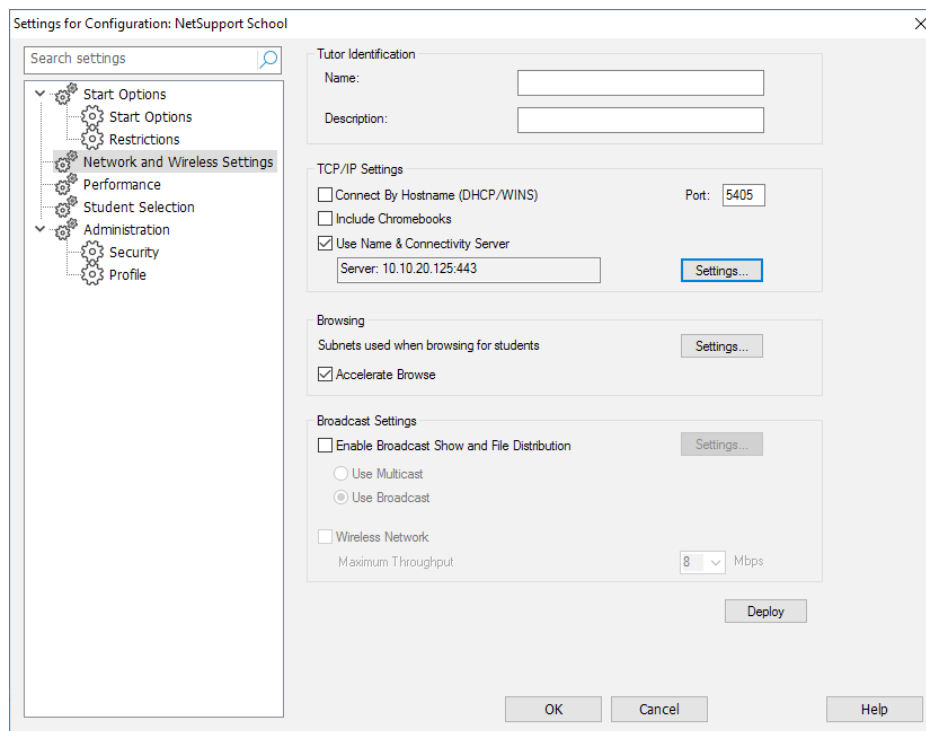 Settings for Configuration: NetSupport School
Search settings
Start Options
Start Options
Restrictions
Network and Wireless Settings
Performance
Student Selection
Administration
Security
Profile
Tutor Identification
Name:
Description:
TCP/IP Settings
Connect By Hostname (DHCP/WINS) Port: 5405
Include Chromebooks
Use Name & Connectivity Server
Server: 10.10.20.125:443 Settings...
Browsing
Subnets used when browsing for students Settings...
Accelerate Browse
Broadcast Settings
Enable Broadcast Show and File Distribution Settings...
Use Multicast
Use Broadcast
Wireless Network
Maximum Throughput 8 Mbps
Deploy
OK Cancel Help